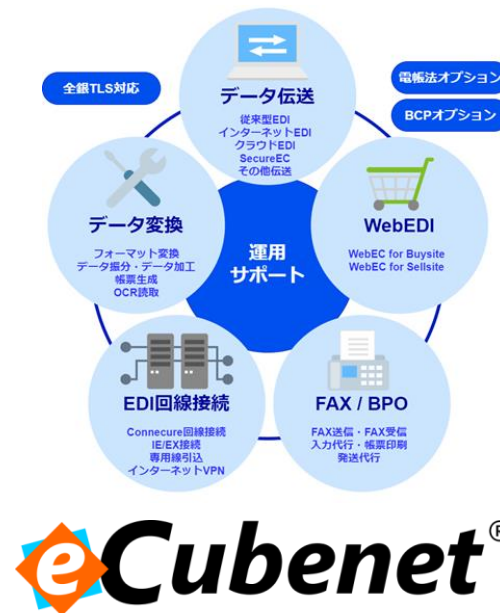 全銀TLS対応
電帳法オプション
BCPオプション
データ伝送
従来型EDI
インターネットEDI
クラウドEDI
SecureEC
その他伝送
データ変換
フォーマット変換
データ振分・データ加工
帳票生成
OCR読取
運用
サポート
WebEDI
WebEC for Buysite
WebEC for Sellsite
EDI回線接続
Connecure回線接続
IE/EX接続
専用線引込
インターネットVPN
FAX / BPO
FAX送信・FAX受信
入力代行・帳票印刷
発送代行
eCubenet®